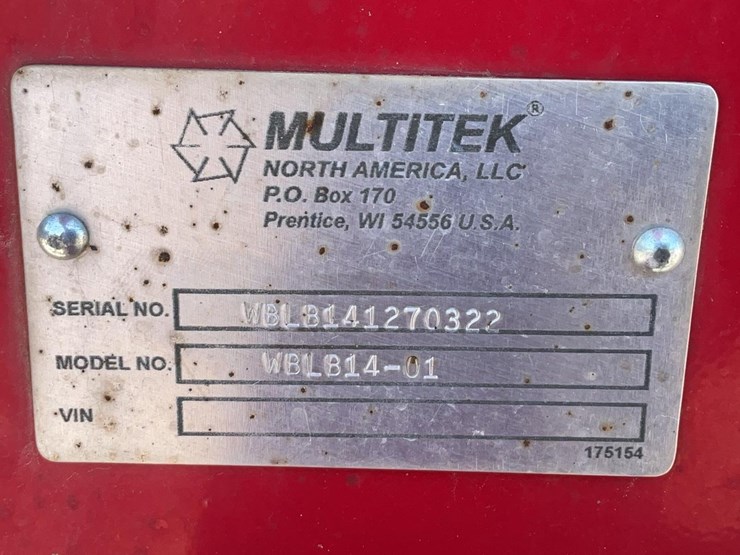 MULTITEK®
NORTH AMERICA, LLC
P.O. Box 170
Prentice, WI 54556 U.S.A.
SERIAL NO. WBLB141270322
MODEL NO. WBLB14-01
VIN
175154